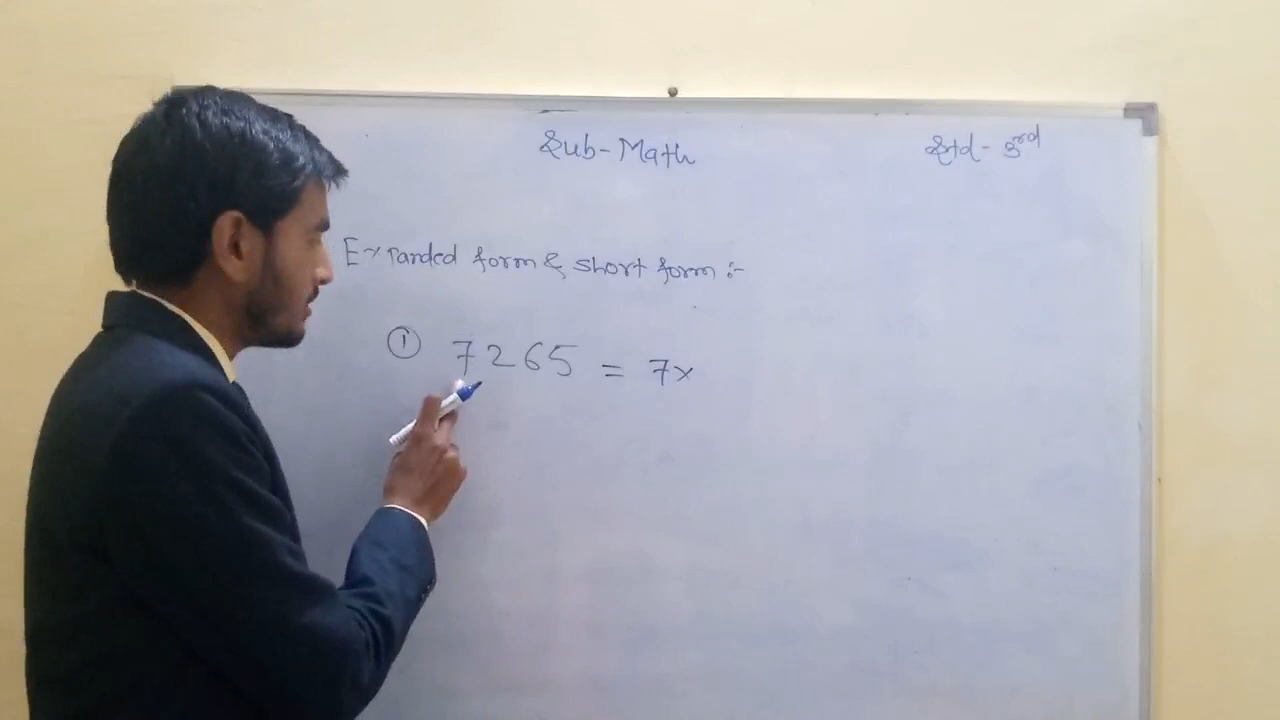 Sub-Math
Std-3rd
Expanded form & short form :-
① 7265 = 7×